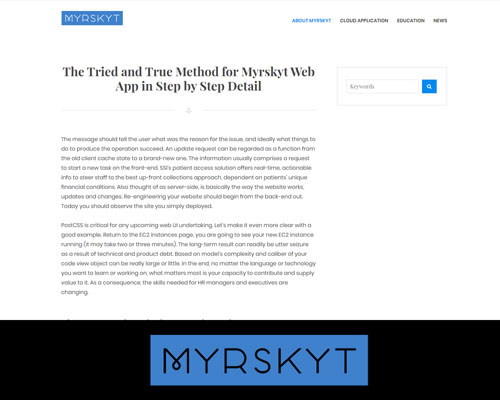 MYRSKYT
ABOUT MYRSKYT CLOUD APPLICATION EDUCATION NEWS
The Tried and True Method for Myrskyt Web
App in Step by Step Detail
Keywords
The message should tell the user what was the reason for the issue, and ideally what things to
do to produce the operation succeed. An update request can be regarded as a function from
the old client cache state to a brand-new one. The information usually comprises a request
to start a new task on the front-end. SSI's patient access solution offers real-time, actionable
info to steer staff to the best up-front collections approach, dependent on patients' unique
financial conditions. Also thought of as server-side, is basically the way the website works,
updates and changes. Re-engineering your website should begin from the back-end out.
Today you should observe the site you simply deployed.
PostCSS is critical for any upcoming web UI undertaking. Let's make it even more clear with a
good example. Return to the EC2 instances page, you are going to see your new EC2 instance
running (it may take two or three minutes). The long-term result can readily be utter seizure
as a result of technical and product debt. Based on model's complexity and caliber of your
code view object can be really large or little. In the end, no matter the language or technology
you want to learn or working on, what matters most is your capacity to contribute and supply
value to it. As a consequence, the skills needed for HR managers and executives are
changing.
MYRSKYT